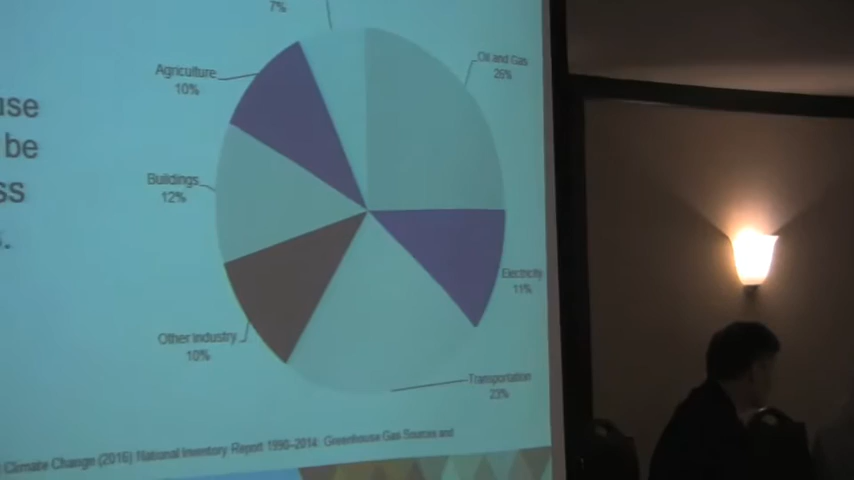 7%
Oil and Gas
26%
Agriculture
10%
use
be
Buildings
12%
ss
s.
Electricity
11%
Other industry
10%
Transportation
23%
Climate Change (2016) National Inventory Report 1990-2014: Greenhouse Gas Sources and